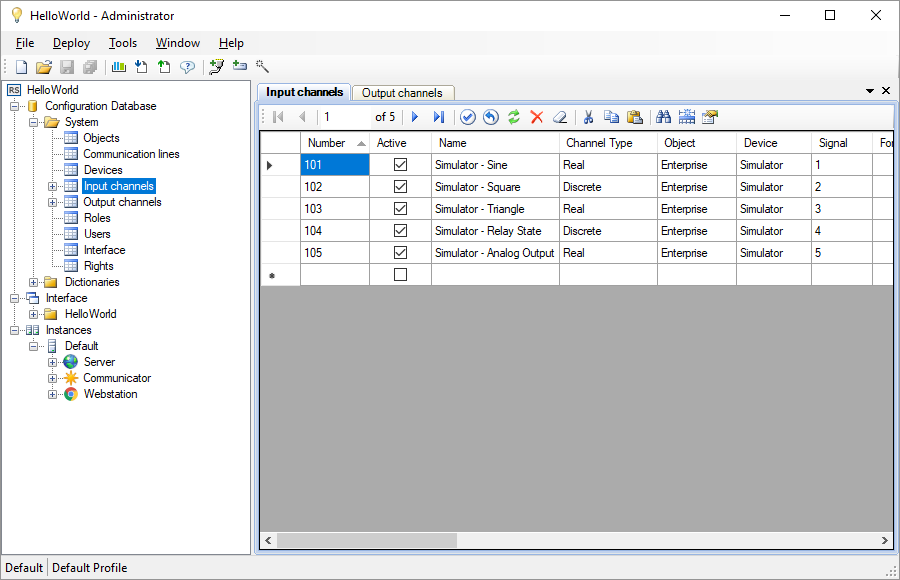 HelloWorld - Administrator
File Deploy Tools Window Help
RS HelloWorld
Configuration Database
System
Objects
Communication lines
Devices
Input channels
Output channels
Roles
Users
Interface
Rights
Dictionaries
Interface
HelloWorld
Instances
Default
Server
Communicator
Webstation
Input channels Output channels
1 of 5
Number Active Name Channel Type Object Device Signal For
101 Simulator - Sine Real Enterprise Simulator 1
102 Simulator - Square Discrete Enterprise Simulator 2
103 Simulator - Triangle Real Enterprise Simulator 3
104 Simulator - Relay State Discrete Enterprise Simulator 4
105 Simulator - Analog Output Real Enterprise Simulator 5
Default Default Profile